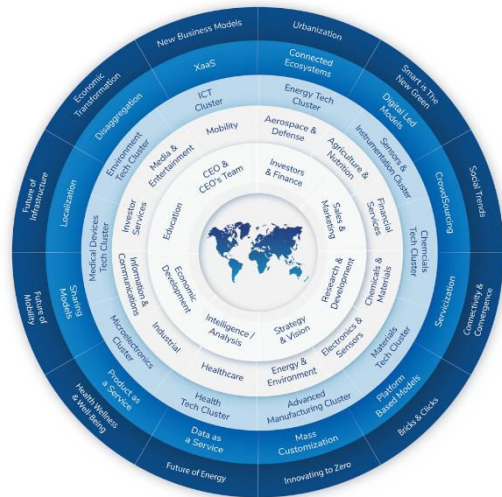 New Business Models
Urbanization
Smart is The
New Green
Social Trends
Connectivity &
Convergence
Bricks & Clicks
Innovating to Zero
Future of Energy
Health Wellness
& Well-Being
Future of
Mobility
Future of
Infrastructure
Economic
Transformation
XaaS
Connected
Ecosystems
Digital Led
Models
CrowdSourcing
Servicization
Platform
Based Models
Mass
Customization
Data as
a Service
Product as
a Service
Sharing
Models
Localization
Disaggregation
ICT
Cluster
Energy Tech
Cluster
Sensors &
Instrumentation Cluster
Chemcials
Tech Cluster
Materials
Tech Cluster
Advanced
Manufacturing Cluster
Health
Tech Cluster
Microelectronics
Cluster
Medical Devices
Tech Cluster
Environment
Tech Cluster
Mobility
Aerospace &
Defense
Agriculture &
Nutrition
Financial
Services
Chemicals &
Materials
Electronics &
Sensors
Energy &
Environment
Healthcare
Industrial
Information &
Communications
Investor
Services
Media &
Entertainment
CEO &
CEO's Team
Investors
& Finance
Sales &
Marketing
Research &
Development
Strategy
& Vision
Intelligence /
Analysis
Economic
Development
Education